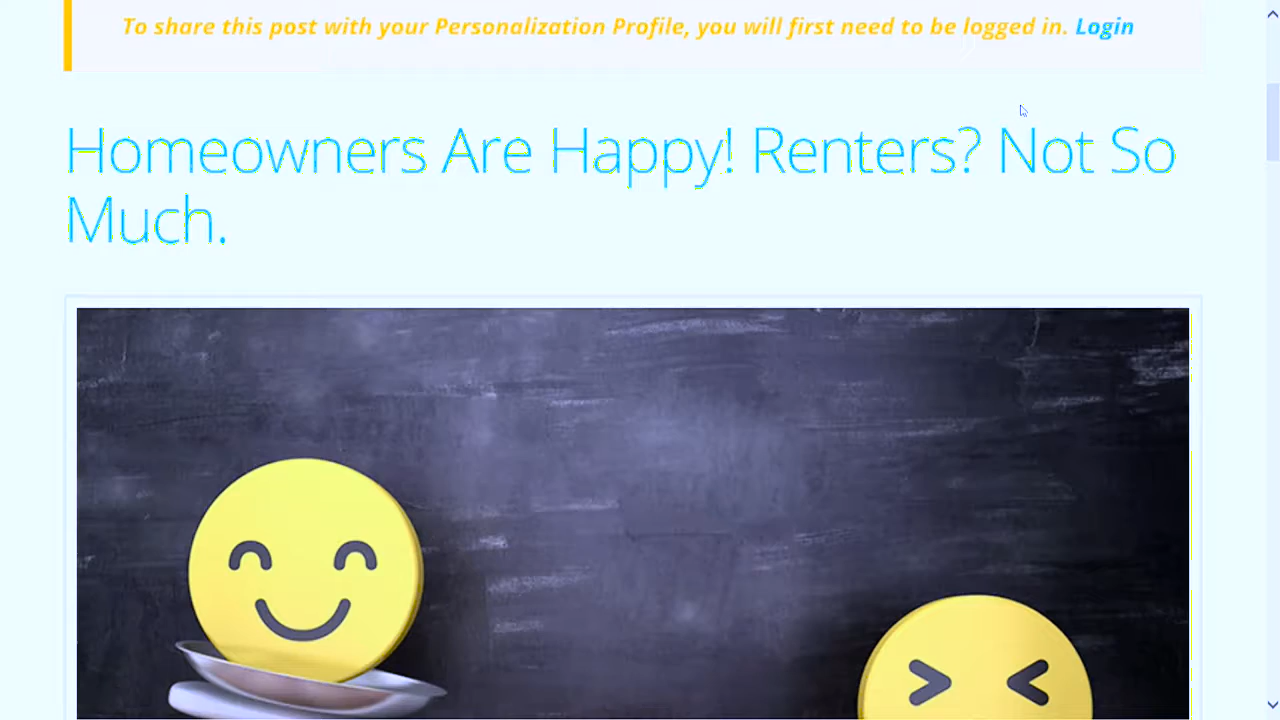 To share this post with your Personalization Profile, you will first need to be logged in. Login
Homeowners Are Happy! Renters? Not So
Much.